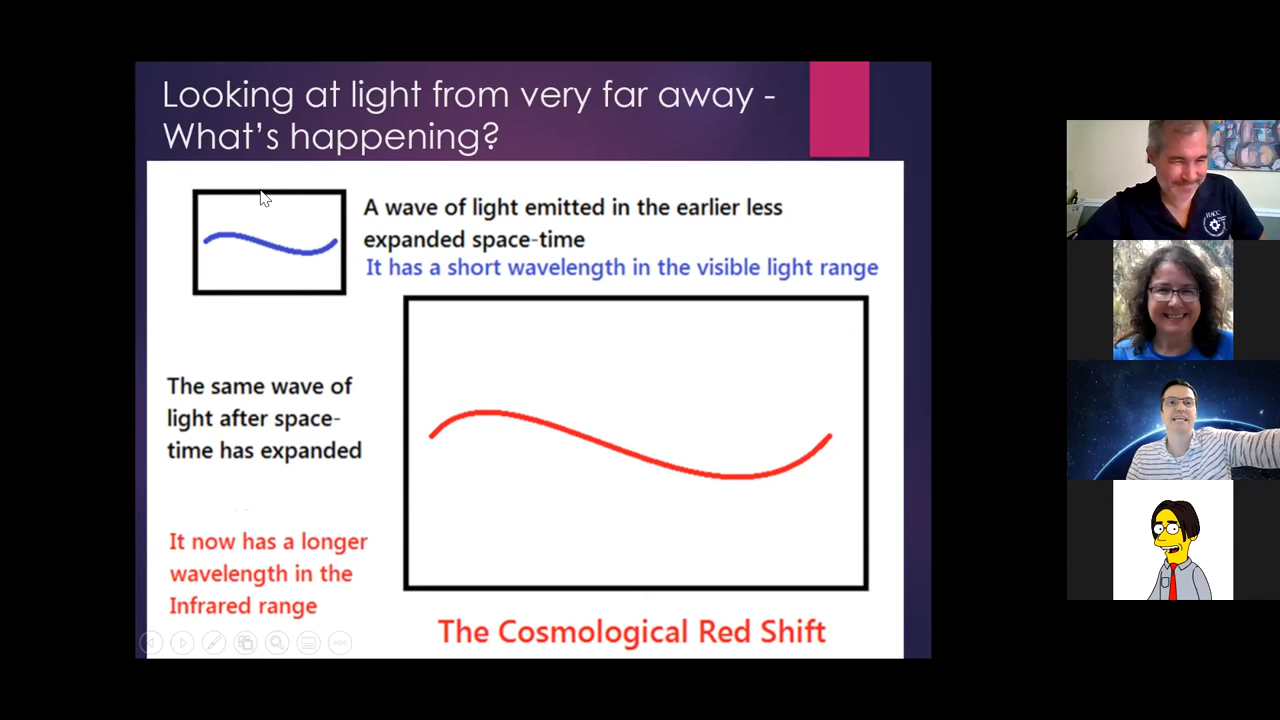 Looking at light from very far away -
What's happening?
A wave of light emitted in the earlier less
expanded space-time
It has a short wavelength in the visible light range
The same wave of
light after space-
time has expanded
It now has a longer
wavelength in the
Infrared range
The Cosmological Red Shift
HACC